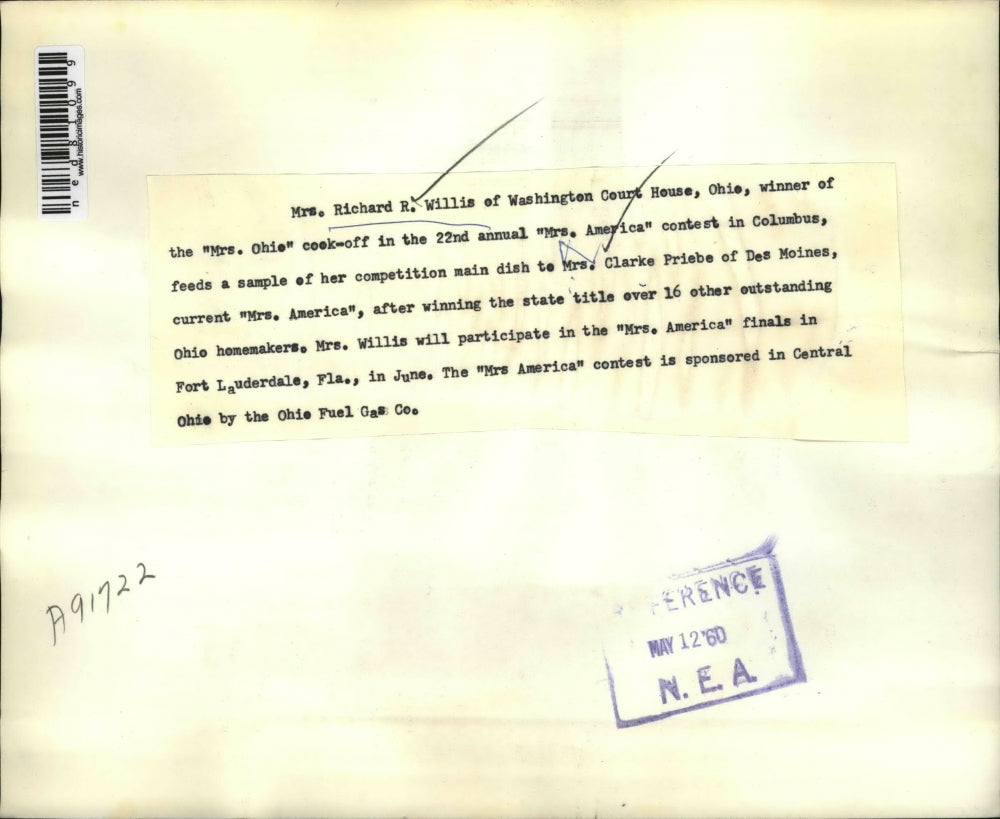 ned81099
www.historicimages.com
Mrs. Richard R. Willis of Washington Court House, Ohio, winner of
the "Mrs. Ohio" cook-off in the 22nd annual "Mrs. America" contest in Columbus,
feeds a sample of her competition main dish to Mrs. Clarke Priebe of Des Moines,
current "Mrs. America", after winning the state title over 16 other outstanding
Ohio homemakers. Mrs. Willis will participate in the "Mrs. America" finals in
Fort Lauderdale, Fla., in June. The "Mrs America" contest is sponsored in Central
Ohio by the Ohio Fuel Gas Co.
A91722
FERENCE
MAY 12 '60
N. E. A.